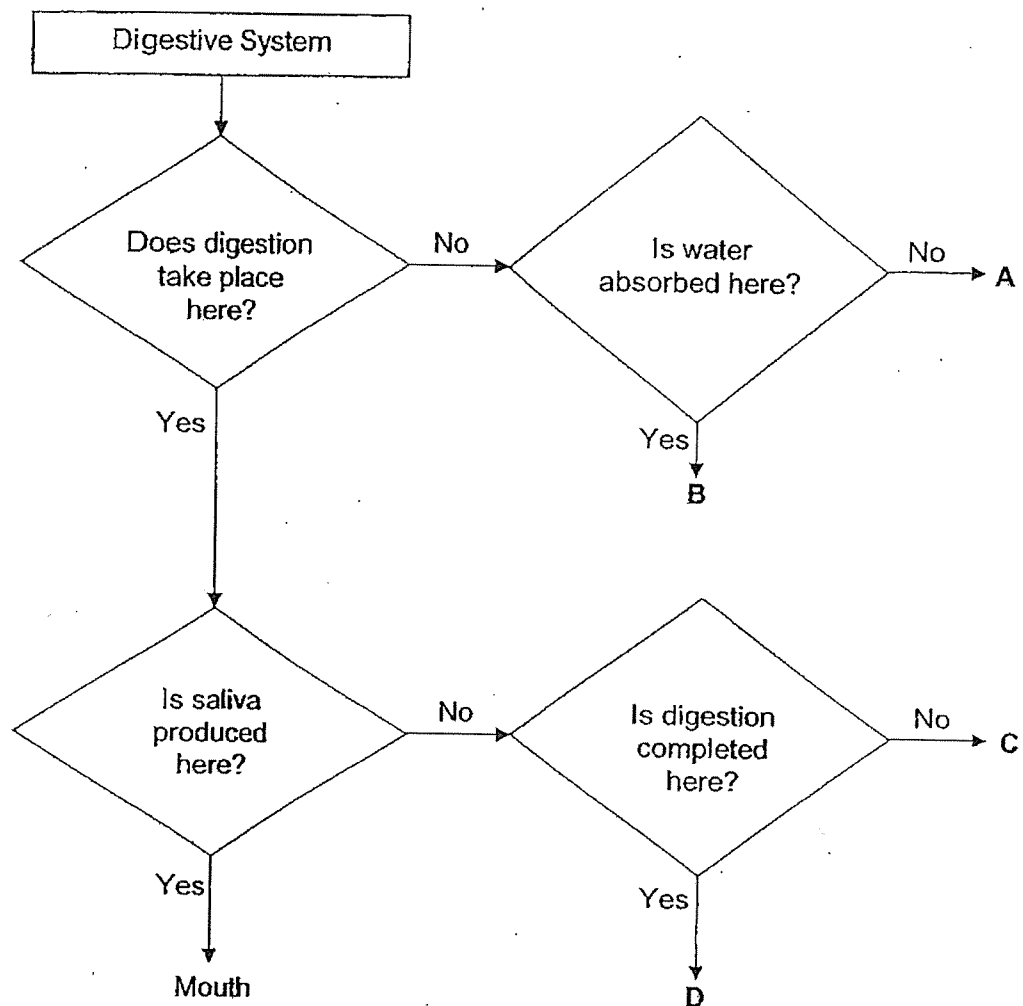 Digestive System
Does digestion
take place
here?
No
Is water
absorbed here?
No
A
Yes
Yes
B
Is saliva
produced
here?
No
Is digestion
completed
here?
No
C
Yes
Mouth
Yes
D